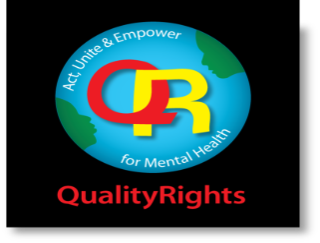 Act, Unite & Empower
QR
for Mental Health
QualityRights